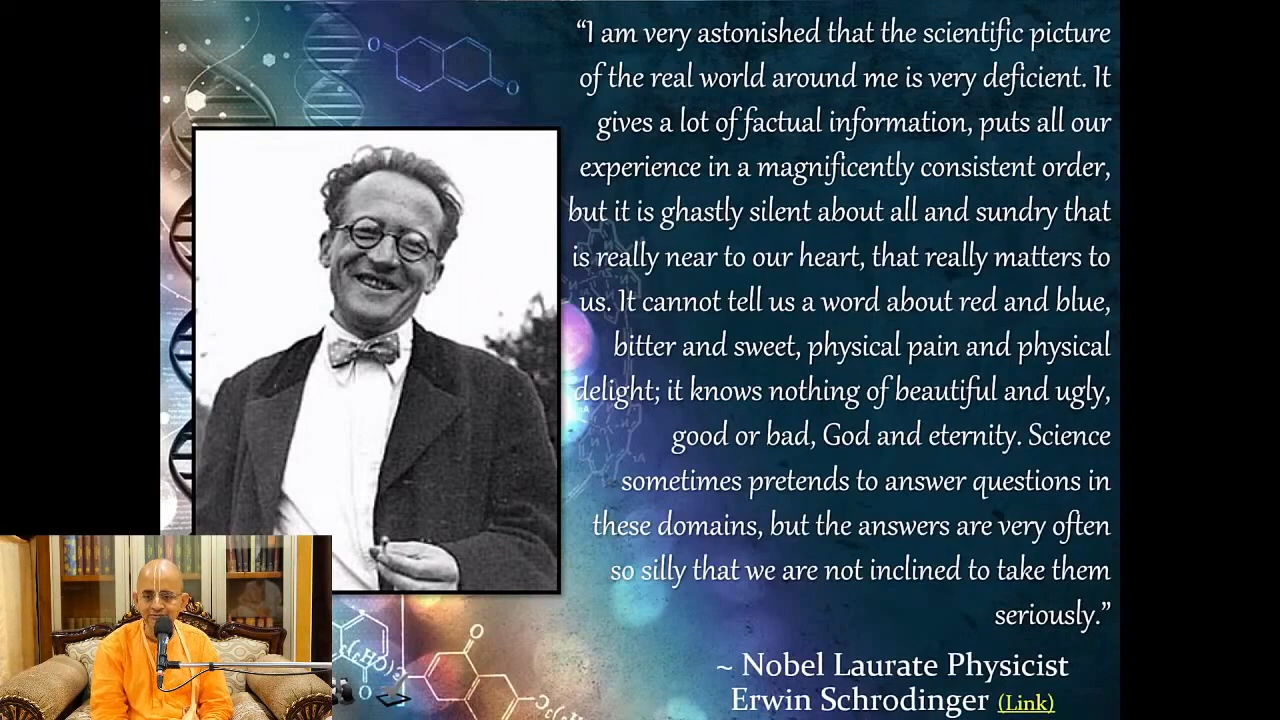 “I am very astonished that the scientific picture
of the real world around me is very deficient. It
gives a lot of factual information, puts all our
experience in a magnificently consistent order,
but it is ghastly silent about all and sundry that
is really near to our heart, that really matters to
us. It cannot tell us a word about red and blue,
bitter and sweet, physical pain and physical
delight; it knows nothing of beautiful and ugly,
good or bad, God and eternity. Science
sometimes pretends to answer questions in
these domains, but the answers are very often
so silly that we are not inclined to take them
seriously.”
~ Nobel Laurate Physicist
Erwin Schrodinger (Link)
O
O
O
O